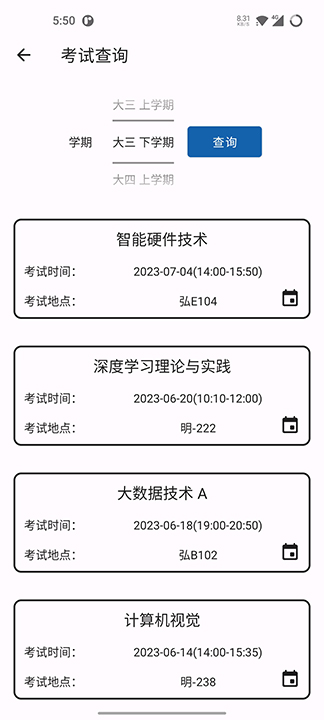 5:50 8.31 KB/S 4G
考试查询
大三 上学期
学期 大三 下学期 查询
大四 上学期
智能硬件技术
考试时间: 2023-07-04(14:00-15:50)
考试地点: 弘E104
深度学习理论与实践
考试时间: 2023-06-20(10:10-12:00)
考试地点: 明-222
大数据技术 A
考试时间: 2023-06-18(19:00-20:50)
考试地点: 弘B102
计算机视觉
考试时间: 2023-06-14(14:00-15:35)
考试地点: 明-238